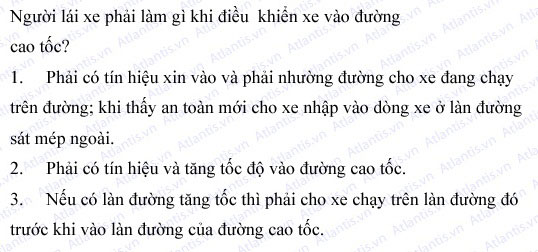 Người lái xe phải làm gì khi điều khiển xe vào đường
cao tốc?
1. Phải có tín hiệu xin vào và phải nhường đường cho xe đang chạy
trên đường; khi thấy an toàn mới cho xe nhập vào dòng xe ở làn đường
sát mép ngoài.
2. Phải có tín hiệu và tăng tốc độ vào đường cao tốc.
3. Nếu có làn đường tăng tốc thì phải cho xe chạy trên làn đường đó
trước khi vào làn đường của đường cao tốc.